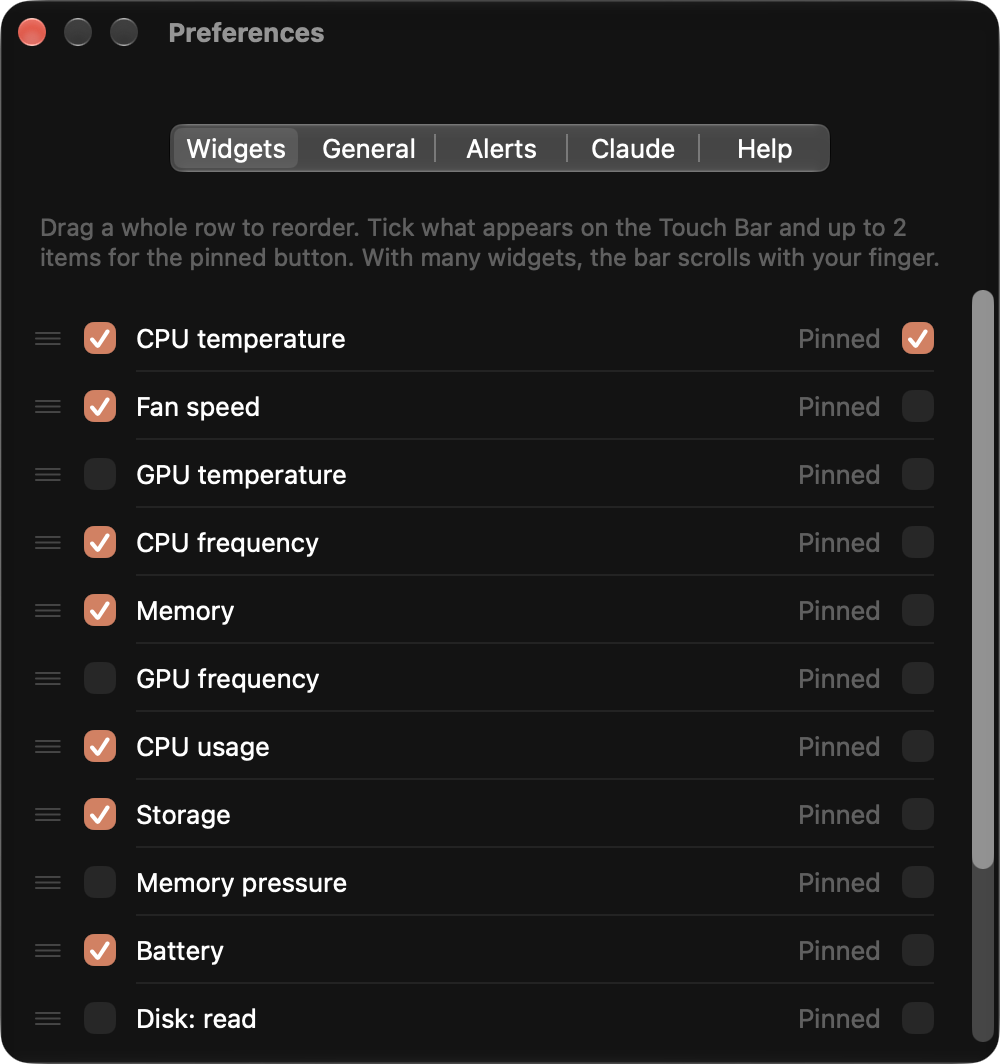 Preferences
Widgets General Alerts Claude Help
Drag a whole row to reorder. Tick what appears on the Touch Bar and up to 2
items for the pinned button. With many widgets, the bar scrolls with your finger.
CPU temperature Pinned
Fan speed Pinned
GPU temperature Pinned
CPU frequency Pinned
Memory Pinned
GPU frequency Pinned
CPU usage Pinned
Storage Pinned
Memory pressure Pinned
Battery Pinned
Disk: read Pinned